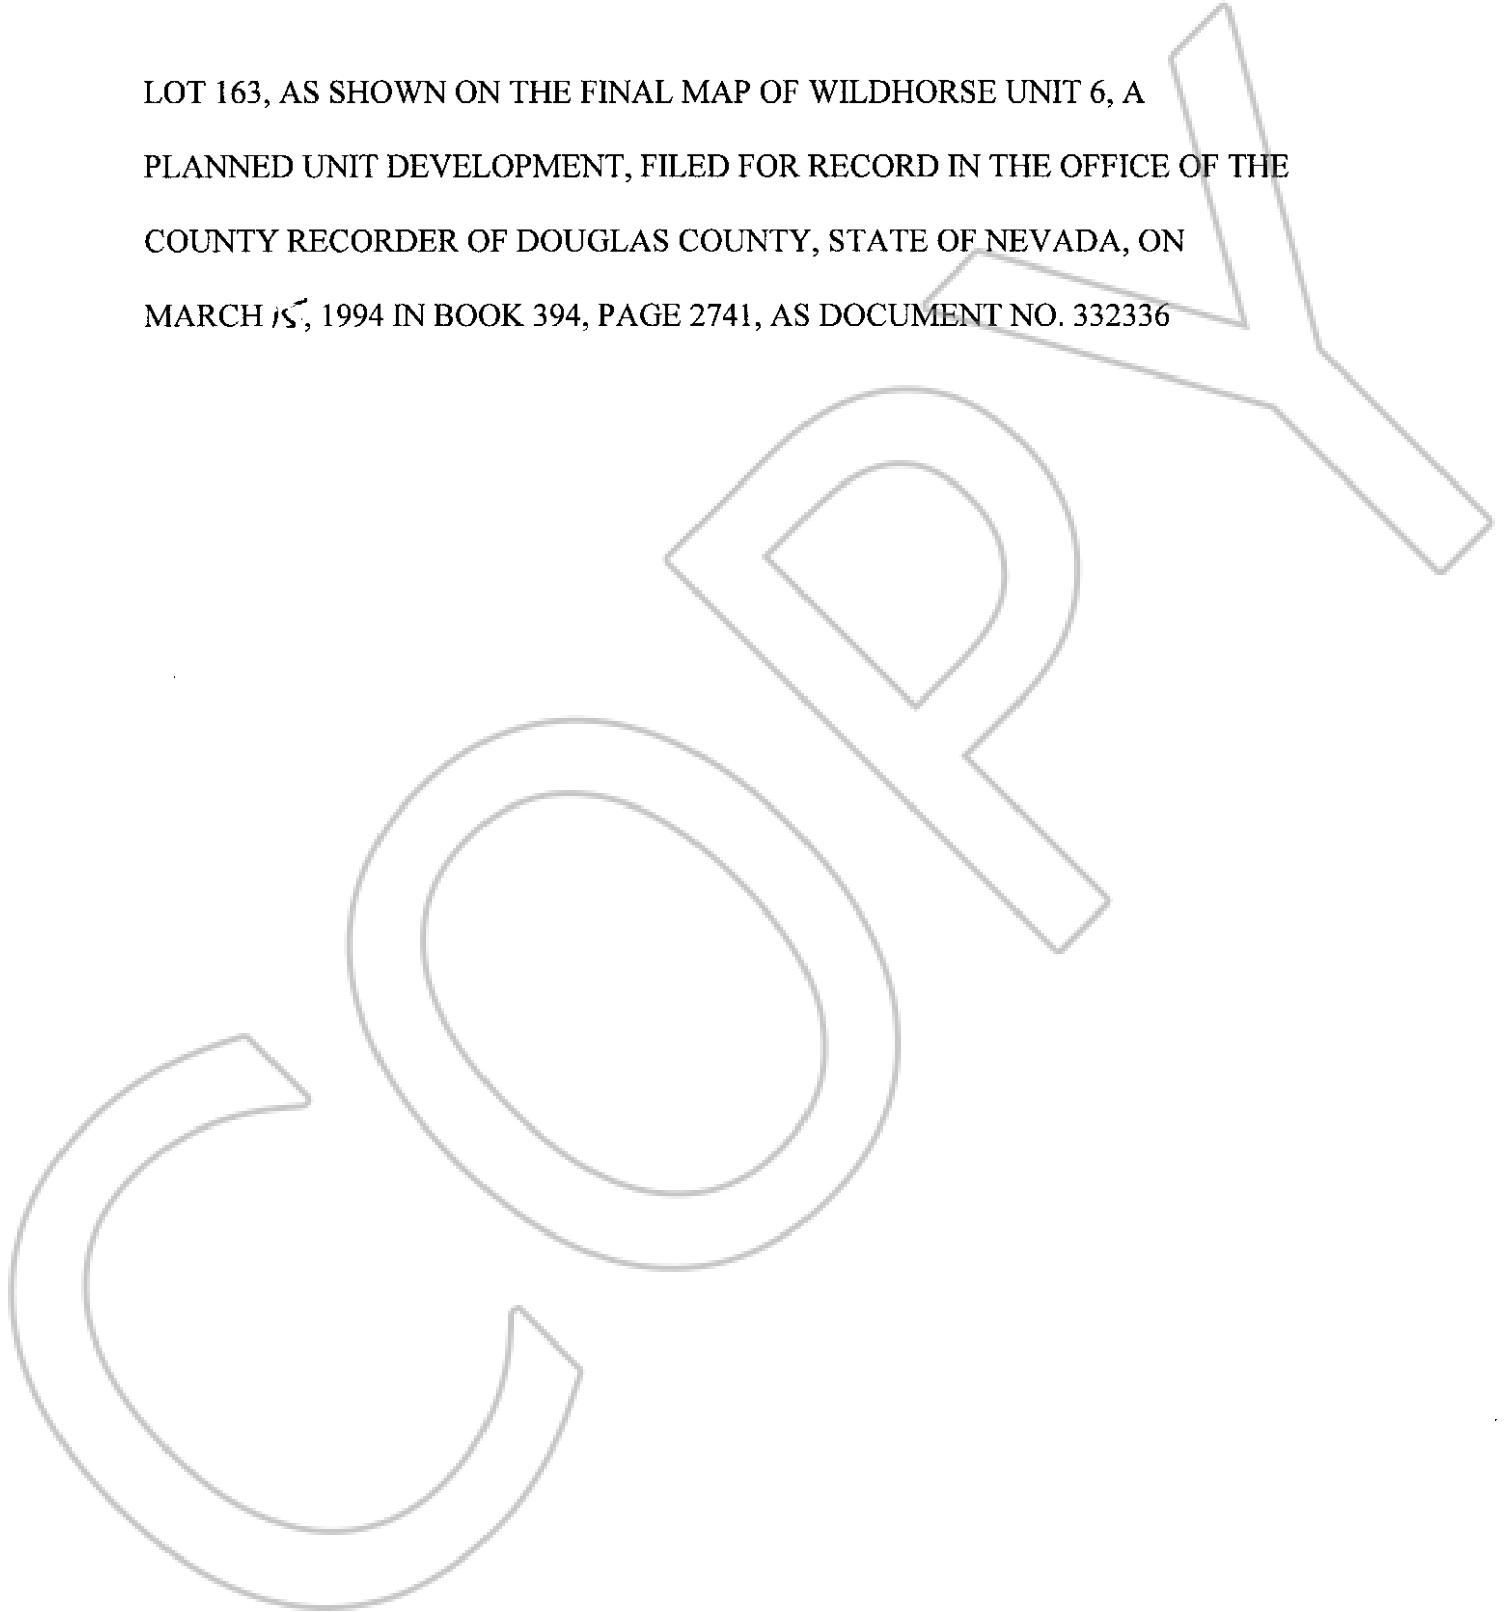 LOT 163, AS SHOWN ON THE FINAL MAP OF WILDHORSE UNIT 6, A
PLANNED UNIT DEVELOPMENT, FILED FOR RECORD IN THE OFFICE OF THE
COUNTY RECORDER OF DOUGLAS COUNTY, STATE OF NEVADA, ON
MARCH 15, 1994 IN BOOK 394, PAGE 2741, AS DOCUMENT NO. 332336
COPY